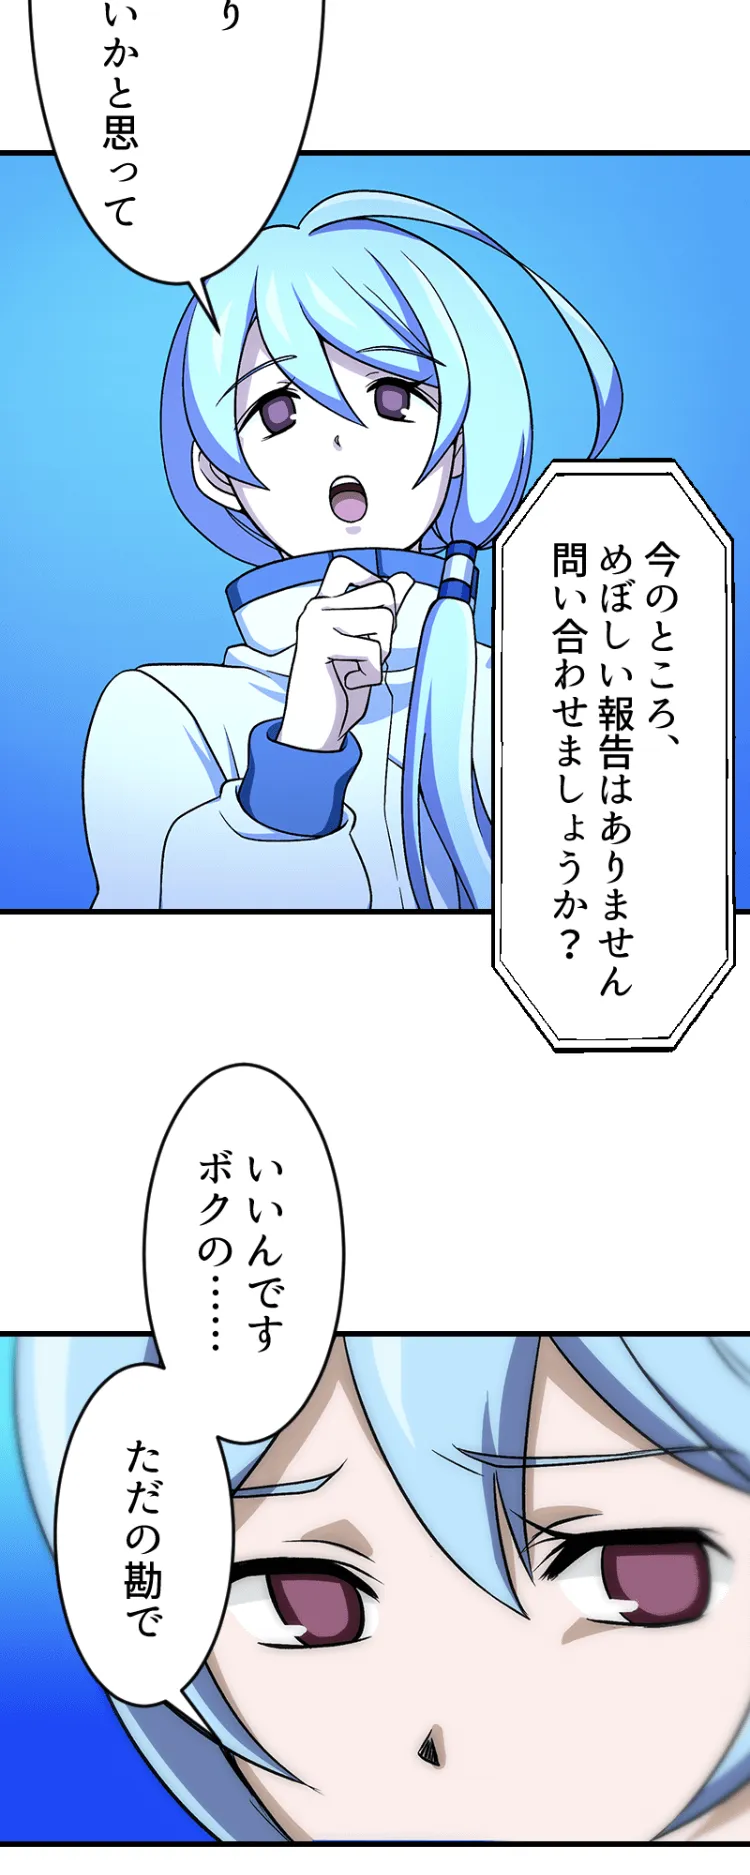 り
いかと思って
今のところ、
めぼしい報告はありません
問い合わせましょうか？
いいんです
ボクの……
ただの勘で